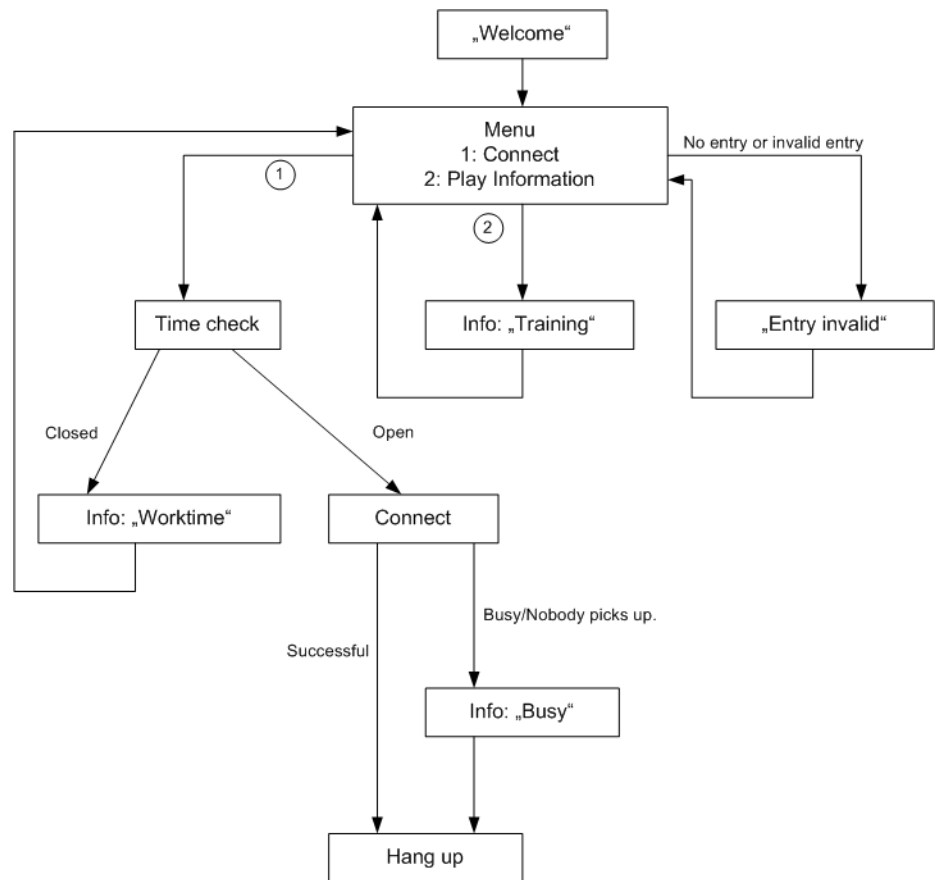 „Welcome“
Menu
1: Connect
2: Play Information
No entry or invalid entry
1
2
Time check
Info: „Training“
„Entry invalid“
Closed
Open
Info: „Worktime“
Connect
Busy/Nobody picks up.
Successful
Info: „Busy“
Hang up